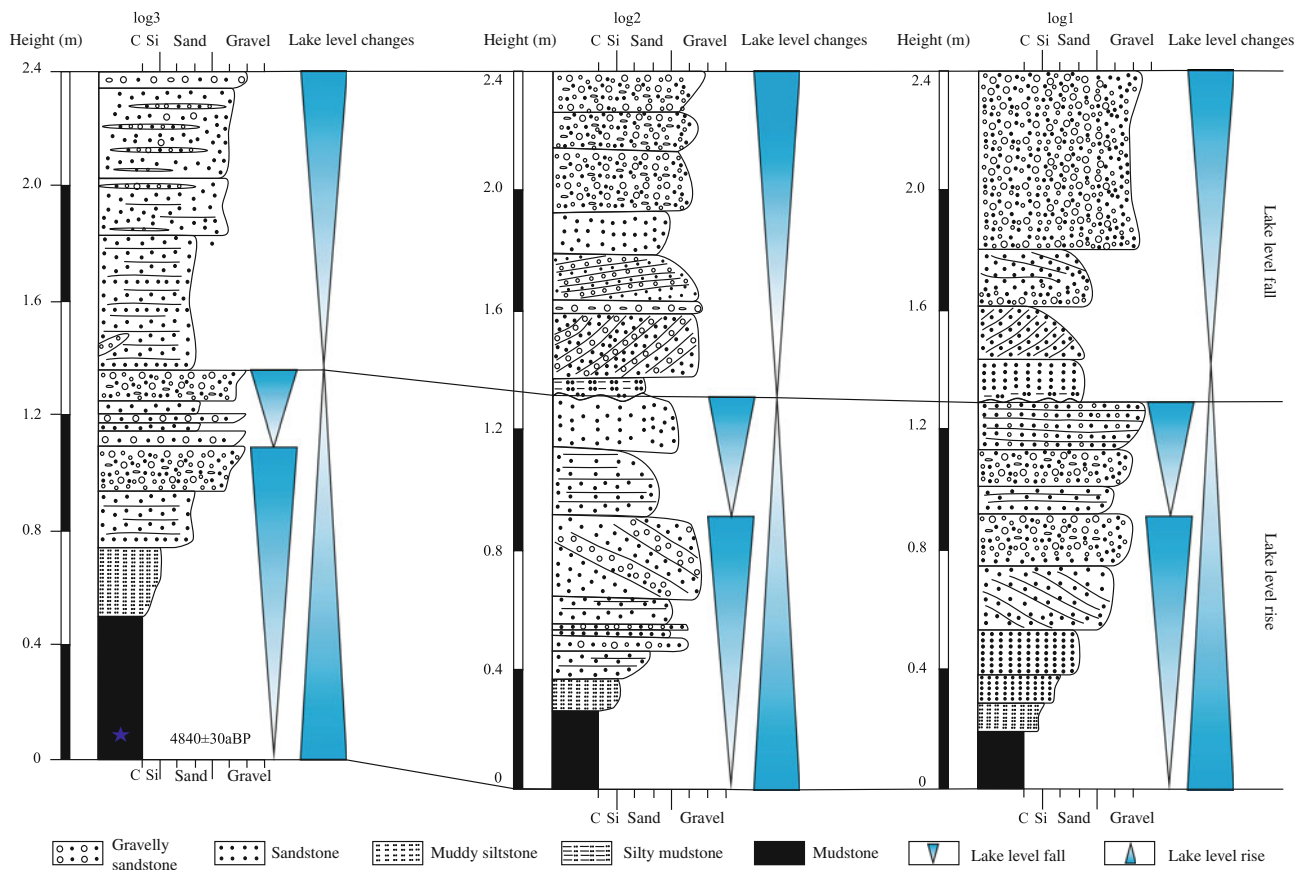 log3
log2
log1
Height (m)
C Si Sand Gravel
Lake level changes
Height (m)
C Si Sand Gravel
Lake level changes
Height (m)
C Si Sand Gravel
Lake level changes
2.4
2.0
1.6
1.2
0.8
0.4
0
4840±30aBP
C Si Sand Gravel
2.4
2.0
1.6
1.2
0.8
0.4
0
C Si Sand Gravel
2.4
2.0
1.6
1.2
0.8
0.4
0
C Si Sand Gravel
Lake level fall
Lake level rise
Gravelly
sandstone
Sandstone
Muddy siltstone
Silty mudstone
Mudstone
Lake level fall
Lake level rise